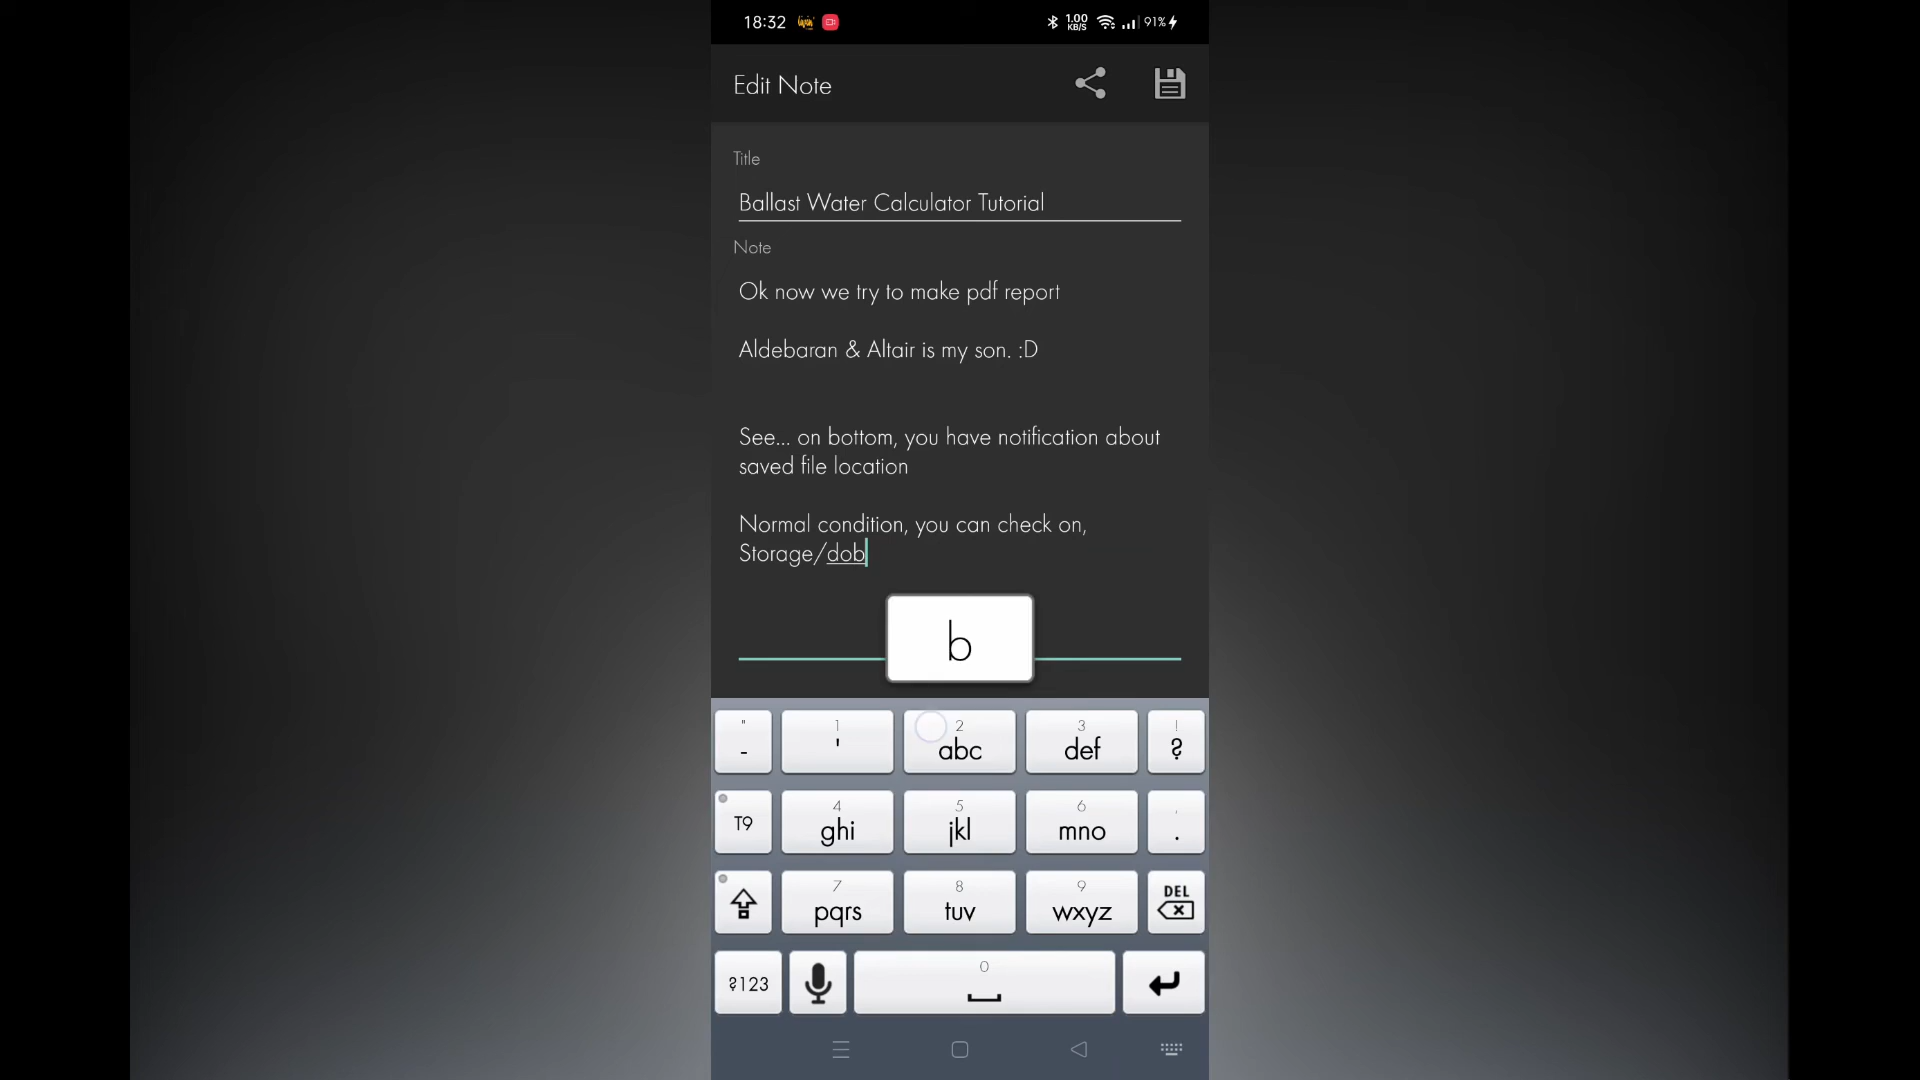 18:32
1.00
KB/S
91%
Edit Note
Title
Ballast Water Calculator Tutorial
Note
Ok now we try to make pdf report
Aldebaran & Altair is my son. :D
See... on bottom, you have notification about
saved file location
Normal condition, you can check on,
Storage/dob
b
" 1 2 3 !
- ' abc def ?
4 5 6 ,
T9 ghi jkl mno .
7 8 9 DEL
pqrs tuv wxyz
0
?123